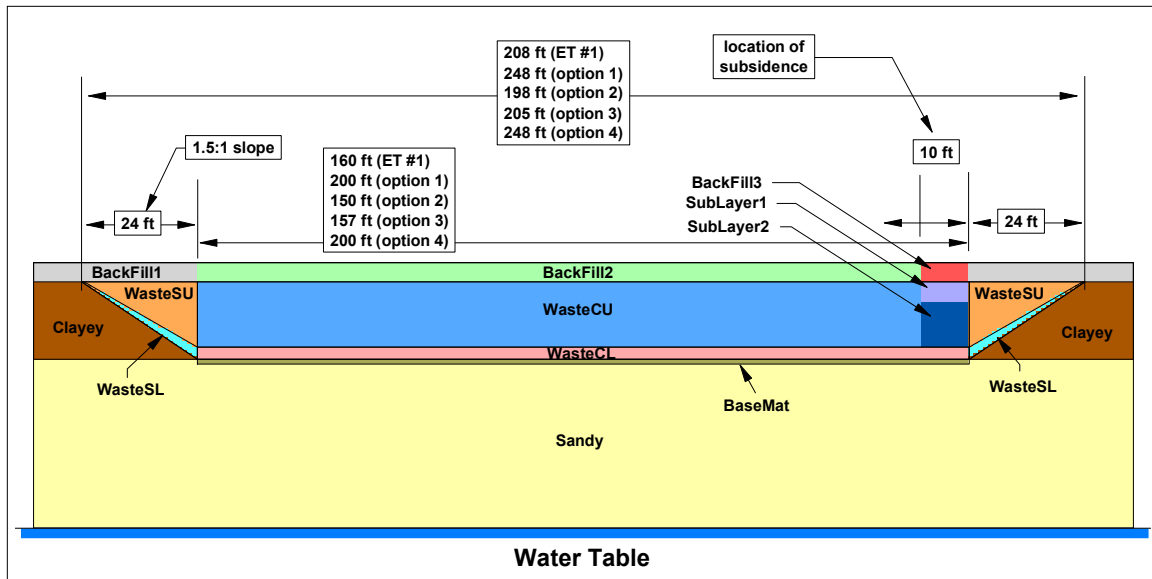 208 ft (ET #1)
248 ft (option 1)
198 ft (option 2)
205 ft (option 3)
248 ft (option 4)
location of
subsidence
1.5:1 slope
160 ft (ET #1)
200 ft (option 1)
150 ft (option 2)
157 ft (option 3)
200 ft (option 4)
10 ft
BackFill3
SubLayer1
SubLayer2
24 ft
24 ft
BackFill1
BackFill2
WasteSU
WasteCU
WasteSU
Clayey
Clayey
WasteCL
WasteSL
WasteSL
BaseMat
Sandy
Water Table